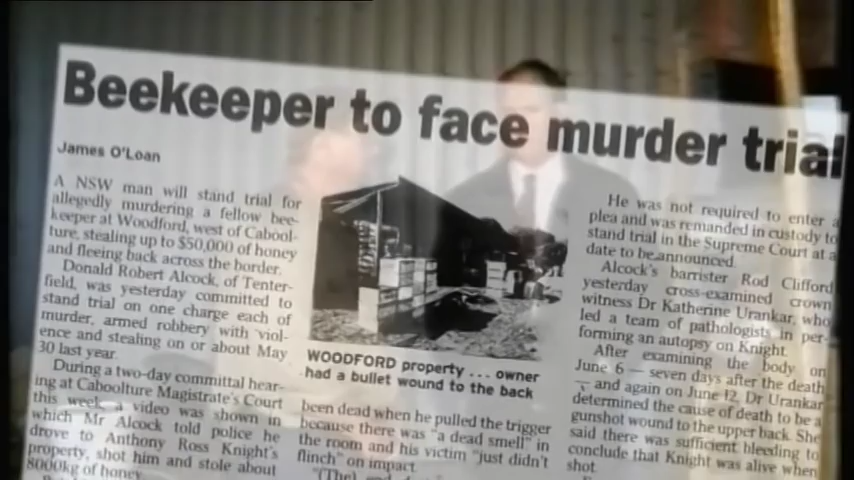 Beekeeper to face murder trial
James O'Loan
A NSW man will stand trial for
allegedly murdering a fellow bee-
keeper at Woodford, west of Cabool-
ture, stealing up to $50,000 of honey
and fleeing back across the border.
Donald Robert Alcock, of Tenter-
field, was yesterday committed to
stand trial on one charge each of
murder, armed robbery with viol-
ence and stealing on or about May
30 last year.
During a two-day committal hear-
ing at Caboolture Magistrate's Court
this week, a video was shown in
which Mr Alcock told police he
drove to Anthony Ross Knight's
property, shot him and stole about
8000kg of honey.
WOODFORD property ... owner
had a bullet wound to the back
been dead when he pulled the trigger
because there was "a dead smell" in
the room and his victim "just didn't
flinch" on impact.
He was not required to enter a
plea and was remanded in custody to
stand trial in the Supreme Court at a
date to be announced.
Alcock's barrister Rod Clifford
yesterday cross-examined crown
witness Dr Katherine Urankar, who
led a team of pathologists in per-
forming an autopsy on Knight.
After examining the body on
June 6 — seven days after the death
— and again on June 12, Dr Urankar
determined the cause of death to be a
gunshot wound to the upper back. She
said there was sufficient bleeding to
conclude that Knight was alive when
shot.